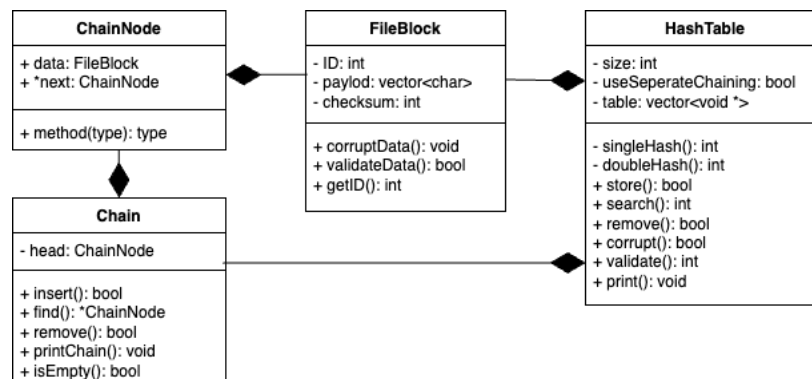 ChainNode
+ data: FileBlock
+ *next: ChainNode
+ method(type): type
FileBlock
- ID: int
- paylod: vector<char>
- checksum: int
+ corruptData(): void
+ validateData(): bool
+ getID(): int
HashTable
- size: int
- useSeperateChaining: bool
- table: vector<void *>
- singleHash(): int
- doubleHash(): int
+ store(): bool
+ search(): int
+ remove(): bool
+ corrupt(): bool
+ validate(): int
+ print(): void
Chain
- head: ChainNode
+ insert(): bool
+ find(): *ChainNode
+ remove(): bool
+ printChain(): void
+ isEmpty(): bool